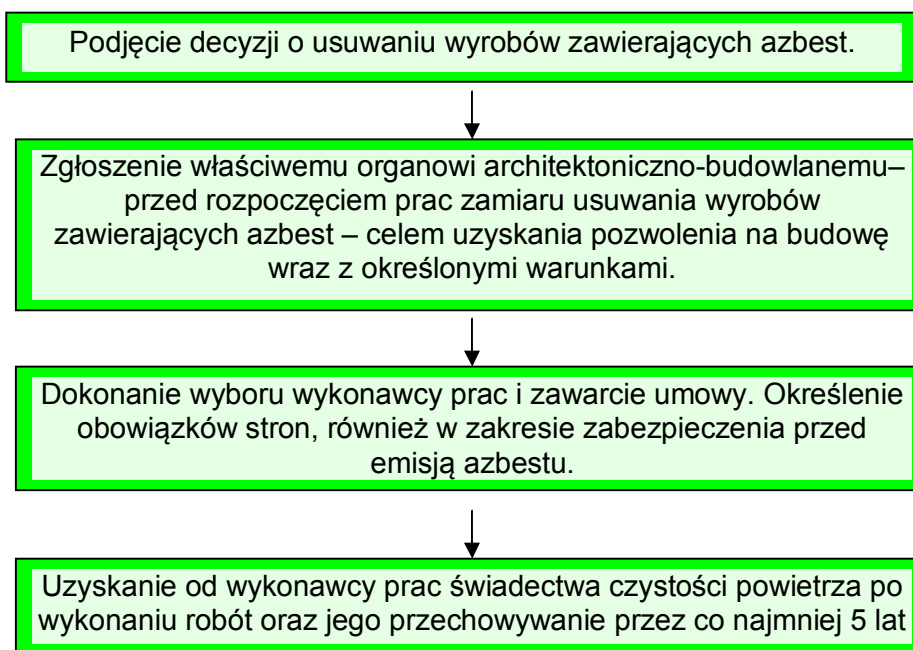 Podjęcie decyzji o usuwaniu wyrobów zawierających azbest.
Zgłoszenie właściwemu organowi architektoniczno-budowlanemu–
przed rozpoczęciem prac zamiaru usuwania wyrobów
zawierających azbest – celem uzyskania pozwolenia na budowę
wraz z określonymi warunkami.
Dokonanie wyboru wykonawcy prac i zawarcie umowy. Określenie
obowiązków stron, również w zakresie zabezpieczenia przed
emisją azbestu.
Uzyskanie od wykonawcy prac świadectwa czystości powietrza po
wykonaniu robót oraz jego przechowywanie przez co najmniej 5 lat